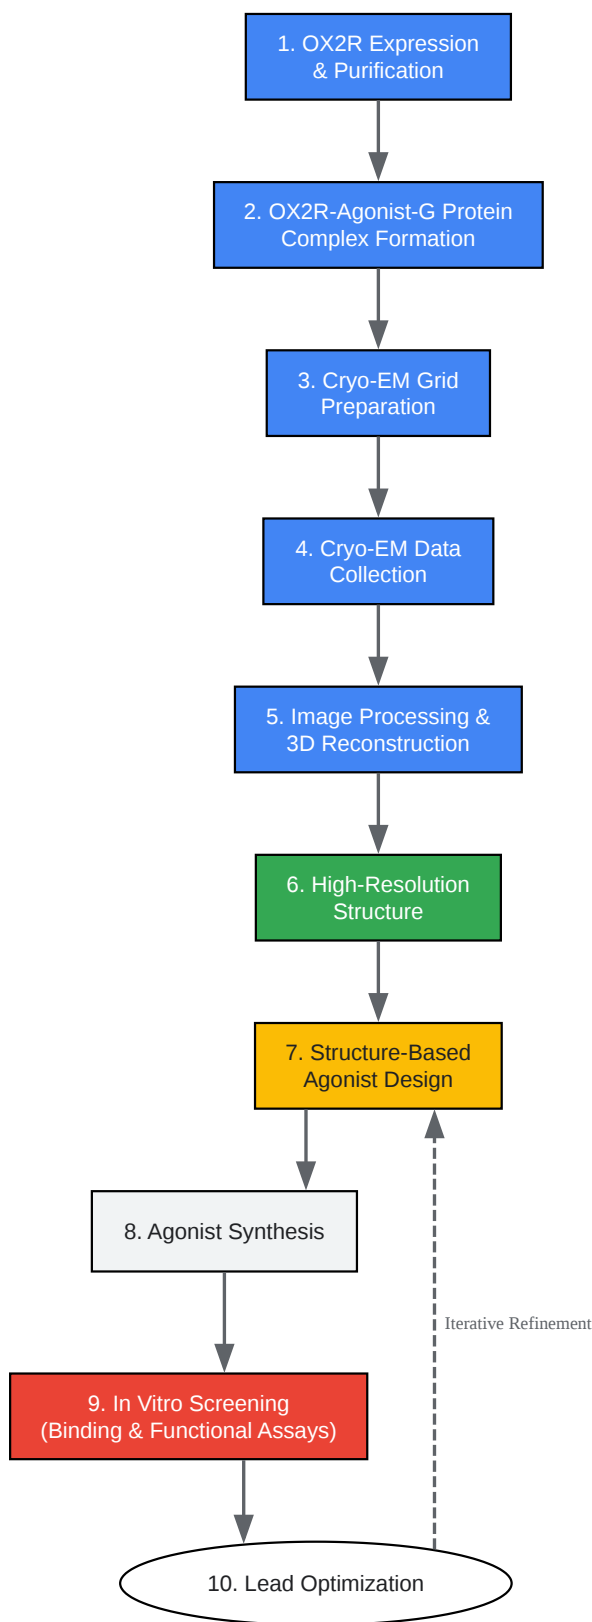 1. OX2R Expression
& Purification
2. OX2R-Agonist-G Protein
Complex Formation
3. Cryo-EM Grid
Preparation
4. Cryo-EM Data
Collection
5. Image Processing &
3D Reconstruction
6. High-Resolution
Structure
7. Structure-Based
Agonist Design
8. Agonist Synthesis
Iterative Refinement
9. In Vitro Screening
(Binding & Functional Assays)
10. Lead Optimization